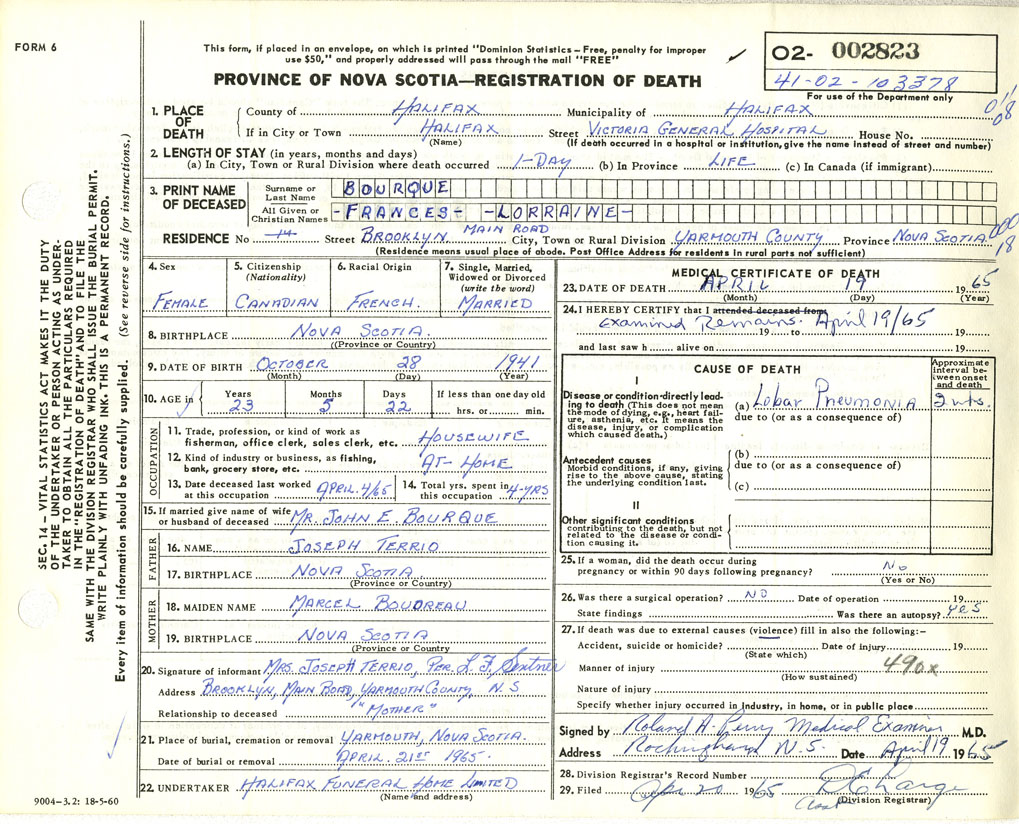 FORM 6
This form, if placed in an envelope, on which is printed "Dominion Statistics—Free, penalty for improper
use $50," and properly addressed will pass through the mail "FREE"
PROVINCE OF NOVA SCOTIA—REGISTRATION OF DEATH
02- 002823
41-02-103378
For use of the Department only
SEC. 14 – VITAL STATISTICS ACT MAKES IT THE DUTY
OF THE UNDERTAKER OR PERSON ACTING AS UNDER-
TAKER TO OBTAIN ALL THE PARTICULARS REQUIRED
IN THE "REGISTRATION OF DEATH" AND TO FILE THE
SAME WITH THE DIVISION REGISTRAR WHO SHALL ISSUE THE BURIAL PERMIT.
WRITE PLAINLY WITH UNFADING INK. THIS IS A PERMANENT RECORD.
Every item of information should be carefully supplied. (See reverse side for instructions.)
1. PLACE OF DEATH
County of HALIFAX Municipality of HALIFAX
If in City or Town HALIFAX Street VICTORIA GENERAL HOSPITAL House No.
(Name) (If death occurred in a hospital or institution, give the name instead of street and number)
2. LENGTH OF STAY (in years, months and days)
(a) In City, Town or Rural Division where death occurred 1-DAY (b) In Province LIFE (c) In Canada (if immigrant)
3. PRINT NAME OF DECEASED
Surname or Last Name BOURQUE
All Given or Christian Names -FRANCES- -LORRAINE-
RESIDENCE No 14 Street BROOKLYN MAIN ROAD City, Town or Rural Division YARMOUTH COUNTY Province NOVA SCOTIA
(Residence means usual place of abode. Post Office Address for residents in rural parts not sufficient)
018
000
18
4. Sex
FEMALE
5. Citizenship
(Nationality)
CANADIAN
6. Racial Origin
FRENCH.
7. Single, Married,
Widowed or Divorced
(write the word)
MARRIED
8. BIRTHPLACE NOVA SCOTIA.
(Province or Country)
9. DATE OF BIRTH OCTOBER 28 1941
(Month) (Day) (Year)
10. AGE in Years Months Days If less than one day old
23 5 22 hrs. or min.
OCCUPATION
11. Trade, profession, or kind of work as
fisherman, office clerk, sales clerk, etc. HOUSEWIFE
12. Kind of industry or business, as fishing,
bank, grocery store, etc. AT-HOME
13. Date deceased last worked
at this occupation APRIL 4/65
14. Total yrs. spent in
this occupation 4-YRS
15. If married give name of wife
or husband of deceased MR. JOHN E. BOURQUE
FATHER
16. NAME JOSEPH TERRIO
17. BIRTHPLACE NOVA SCOTIA
(Province or Country)
MOTHER
18. MAIDEN NAME MARCEL BOUDREAU
19. BIRTHPLACE NOVA SCOTIA
(Province or Country)
20. Signature of informant MRS. JOSEPH TERRIO, PER. L.F. Sentner
Address BROOKLYN, MAIN ROAD, YARMOUTH COUNTY, N.S
Relationship to deceased "MOTHER"
21. Place of burial, cremation or removal YARMOUTH, NOVA SCOTIA.
Date of burial or removal APRIL. 21ST 1965.
22. UNDERTAKER HALIFAX FUNERAL HOME LIMITED
(Name and address)
9004-3.2: 18-5-60
MEDICAL CERTIFICATE OF DEATH
23. DATE OF DEATH APRIL 19 1965
(Month) (Day) (Year)
24. I HEREBY CERTIFY that I attended deceased from
Examined Remains. April 19/65
19 to 19
and last saw h alive on 19
CAUSE OF DEATH
Approximate interval between onset and death
I
Disease or condition directly leading to death (This does not mean the mode of dying, e.g., heart failure, asthenia, etc. It means the disease, injury, or complication which caused death.)
(a) Lobar Pneumonia 2 wks.
due to (or as a consequence of)
Antecedent causes
Morbid conditions, if any, giving rise to the above cause, stating the underlying condition last.
(b)
due to (or as a consequence of)
(c)
II
Other significant conditions
contributing to the death, but not related to the disease or condition causing it.
25. If a woman, did the death occur during
pregnancy or within 90 days following pregnancy? No
(Yes or No)
26. Was there a surgical operation? NO Date of operation 19
State findings Was there an autopsy? Yes
27. If death was due to external causes (violence) fill in also the following:–
Accident, suicide or homicide? Date of injury 19
(State which)
Manner of injury 490x
(How sustained)
Nature of injury
Specify whether injury occurred in industry, in home, or in public place
Signed by Roland A. Perry Medical Examiner M.D.
Address Rockingham N.S. Date April 19 1965
28. Division Registrar's Record Number
29. Filed Apr 20 1965
(Division Registrar)